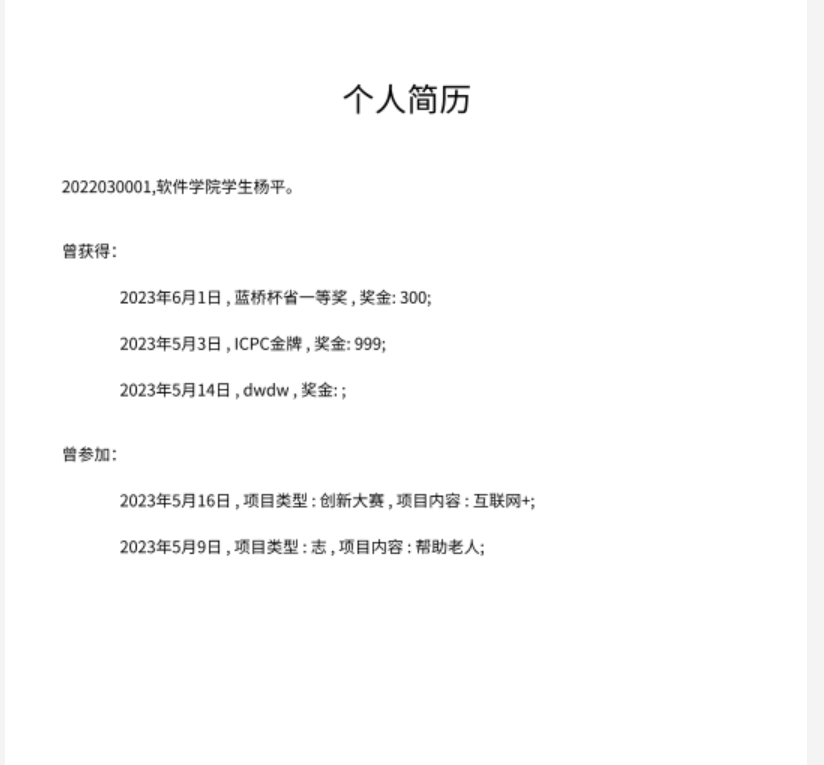 个人简历
2022030001,软件学院学生杨平。
曾获得：
2023年6月1日 , 蓝桥杯省一等奖 , 奖金: 300;
2023年5月3日 , ICPC金牌 , 奖金: 999;
2023年5月14日 , dwdw , 奖金: ;
曾参加：
2023年5月16日 , 项目类型 : 创新大赛 , 项目内容 : 互联网+;
2023年5月9日 , 项目类型 : 志 , 项目内容 : 帮助老人;